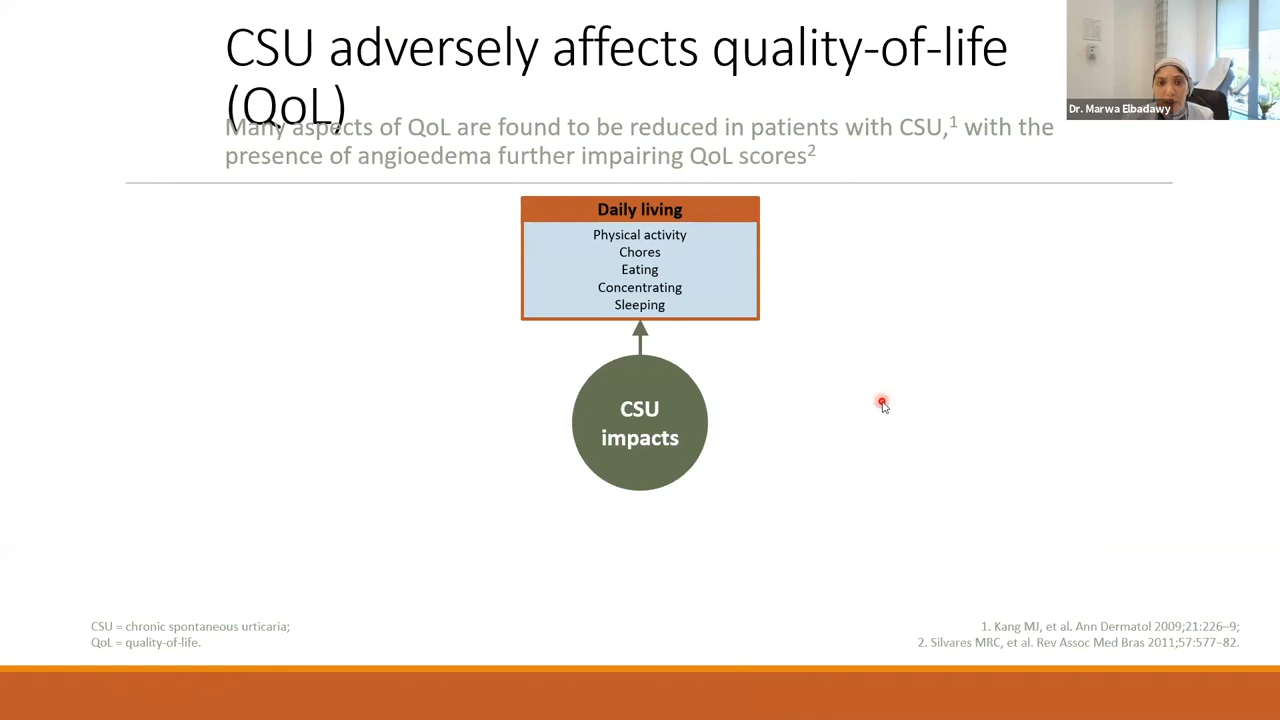 CSU adversely affects quality-of-life
(QoL)
Many aspects of QoL are found to be reduced in patients with CSU,1 with the
presence of angioedema further impairing QoL scores2
Dr. Marwa Elbadawy
Daily living
Physical activity
Chores
Eating
Concentrating
Sleeping
CSU
impacts
CSU = chronic spontaneous urticaria;
QoL = quality-of-life.
1. Kang MJ, et al. Ann Dermatol 2009;21:226–9;
2. Silvares MRC, et al. Rev Assoc Med Bras 2011;57:577–82.